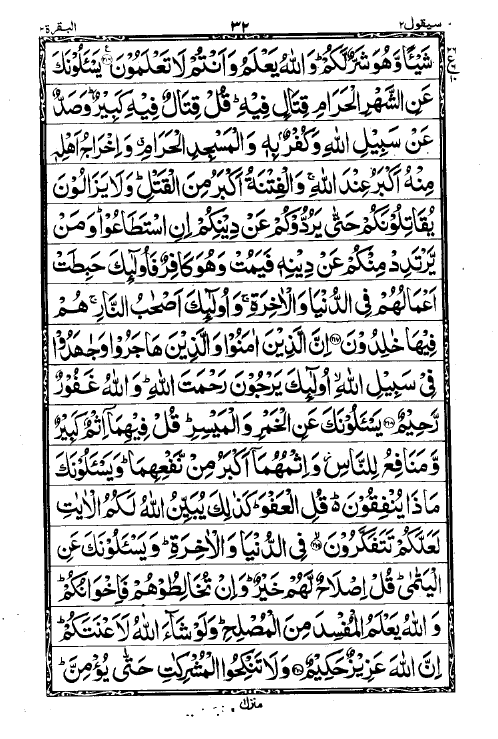 سیقول ٢ ٣٢ البقرة ٢
شَيْـًٔا وَّهُوَ شَرٌّ لَّكُمْ ؕ وَاللّٰهُ يَعْلَمُ وَاَنْتُمْ لَا تَعْلَمُوْنَ ۟ يَسْـَٔلُوْنَكَ
عَنِ الشَّهْرِ الْحَرَامِ قِتَالٍ فِيْهِ ؕ قُلْ قِتَالٌ فِيْهِ كَبِيْرٌ ؕ وَصَدٌّ
عَنْ سَبِيْلِ اللّٰهِ وَكُفْرٌۢ بِهٖ وَالْمَسْجِدِ الْحَرَامِ ۗ وَاِخْرَاجُ اَهْلِهٖ
مِنْهُ اَكْبَرُ عِنْدَ اللّٰهِ ۚ وَالْفِتْنَةُ اَكْبَرُ مِنَ الْقَتْلِ ؕ وَلَا يَزَالُوْنَ
يُقَاتِلُوْنَكُمْ حَتّٰى يَرُدُّوْكُمْ عَنْ دِيْنِكُمْ اِنِ اسْتَطَاعُوْا ؕ وَمَنْ
يَّرْتَدِدْ مِنْكُمْ عَنْ دِيْنِهٖ فَيَمُتْ وَهُوَ كَافِرٌ فَاُولٰٓئِكَ حَبِطَتْ
اَعْمَالُهُمْ فِى الدُّنْيَا وَالْاٰخِرَةِ ۚ وَاُولٰٓئِكَ اَصْحٰبُ النَّارِ ۚ هُمْ
فِيْهَا خٰلِدُوْنَ ۟ اِنَّ الَّذِيْنَ اٰمَنُوْا وَالَّذِيْنَ هَاجَرُوْا وَجٰهَدُوْا
فِىْ سَبِيْلِ اللّٰهِ ۙ اُولٰٓئِكَ يَرْجُوْنَ رَحْمَتَ اللّٰهِ ؕ وَاللّٰهُ غَفُوْرٌ
رَّحِيْمٌ ۟ يَسْـَٔلُوْنَكَ عَنِ الْخَمْرِ وَالْمَيْسِرِ ؕ قُلْ فِيْهِمَاۤ اِثْمٌ كَبِيْرٌ
وَّمَنَافِعُ لِلنَّاسِ ؗ وَاِثْمُهُمَاۤ اَكْبَرُ مِنْ نَّفْعِهِمَا ؕ وَيَسْـَٔلُوْنَكَ
مَاذَا يُنْفِقُوْنَ ؕ قُلِ الْعَفْوَ ؕ كَذٰلِكَ يُبَيِّنُ اللّٰهُ لَكُمُ الْاٰيٰتِ
لَعَلَّكُمْ تَتَفَكَّرُوْنَ ۟ فِى الدُّنْيَا وَالْاٰخِرَةِ ؕ وَيَسْـَٔلُوْنَكَ عَنِ
الْيَتٰمٰى ؕ قُلْ اِصْلَاحٌ لَّهُمْ خَيْرٌ ؕ وَاِنْ تُخَالِطُوْهُمْ فَاِخْوَانُكُمْ ؕ
وَاللّٰهُ يَعْلَمُ الْمُفْسِدَ مِنَ الْمُصْلِحِ ؕ وَلَوْ شَآءَ اللّٰهُ لَاَعْنَتَكُمْ ؕ
اِنَّ اللّٰهَ عَزِيْزٌ حَكِيْمٌ ۟ وَلَا تَنْكِحُوا الْمُشْرِكٰتِ حَتّٰى يُؤْمِنَّ ؕ
منزل